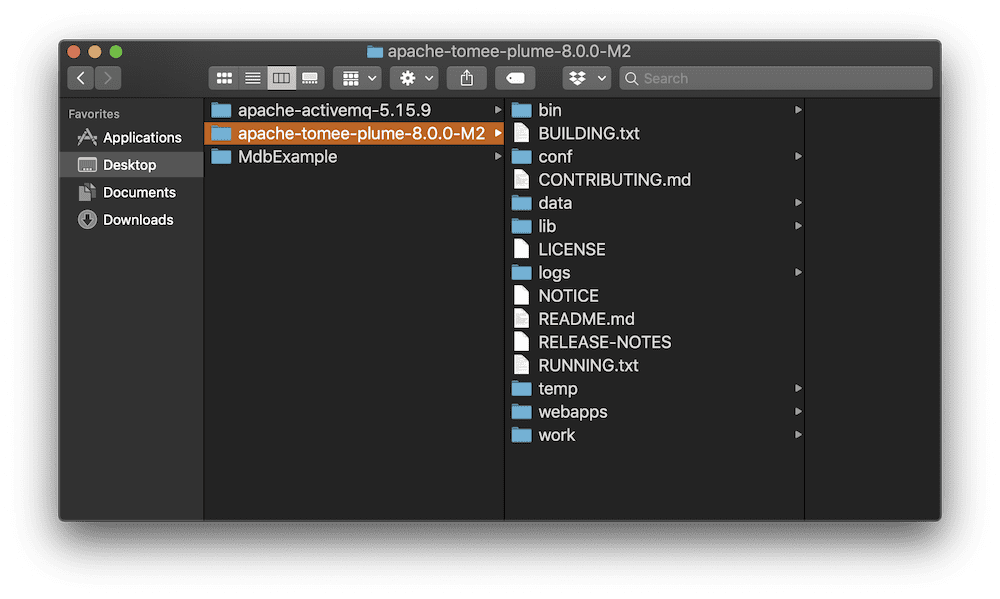 apache-tomee-plume-8.0.0-M2
Search
Favorites
Applications
Desktop
Documents
Downloads
apache-activemq-5.15.9
apache-tomee-plume-8.0.0-M2
MdbExample
bin
BUILDING.txt
conf
CONTRIBUTING.md
data
lib
LICENSE
logs
NOTICE
README.md
RELEASE-NOTES
RUNNING.txt
temp
webapps
work